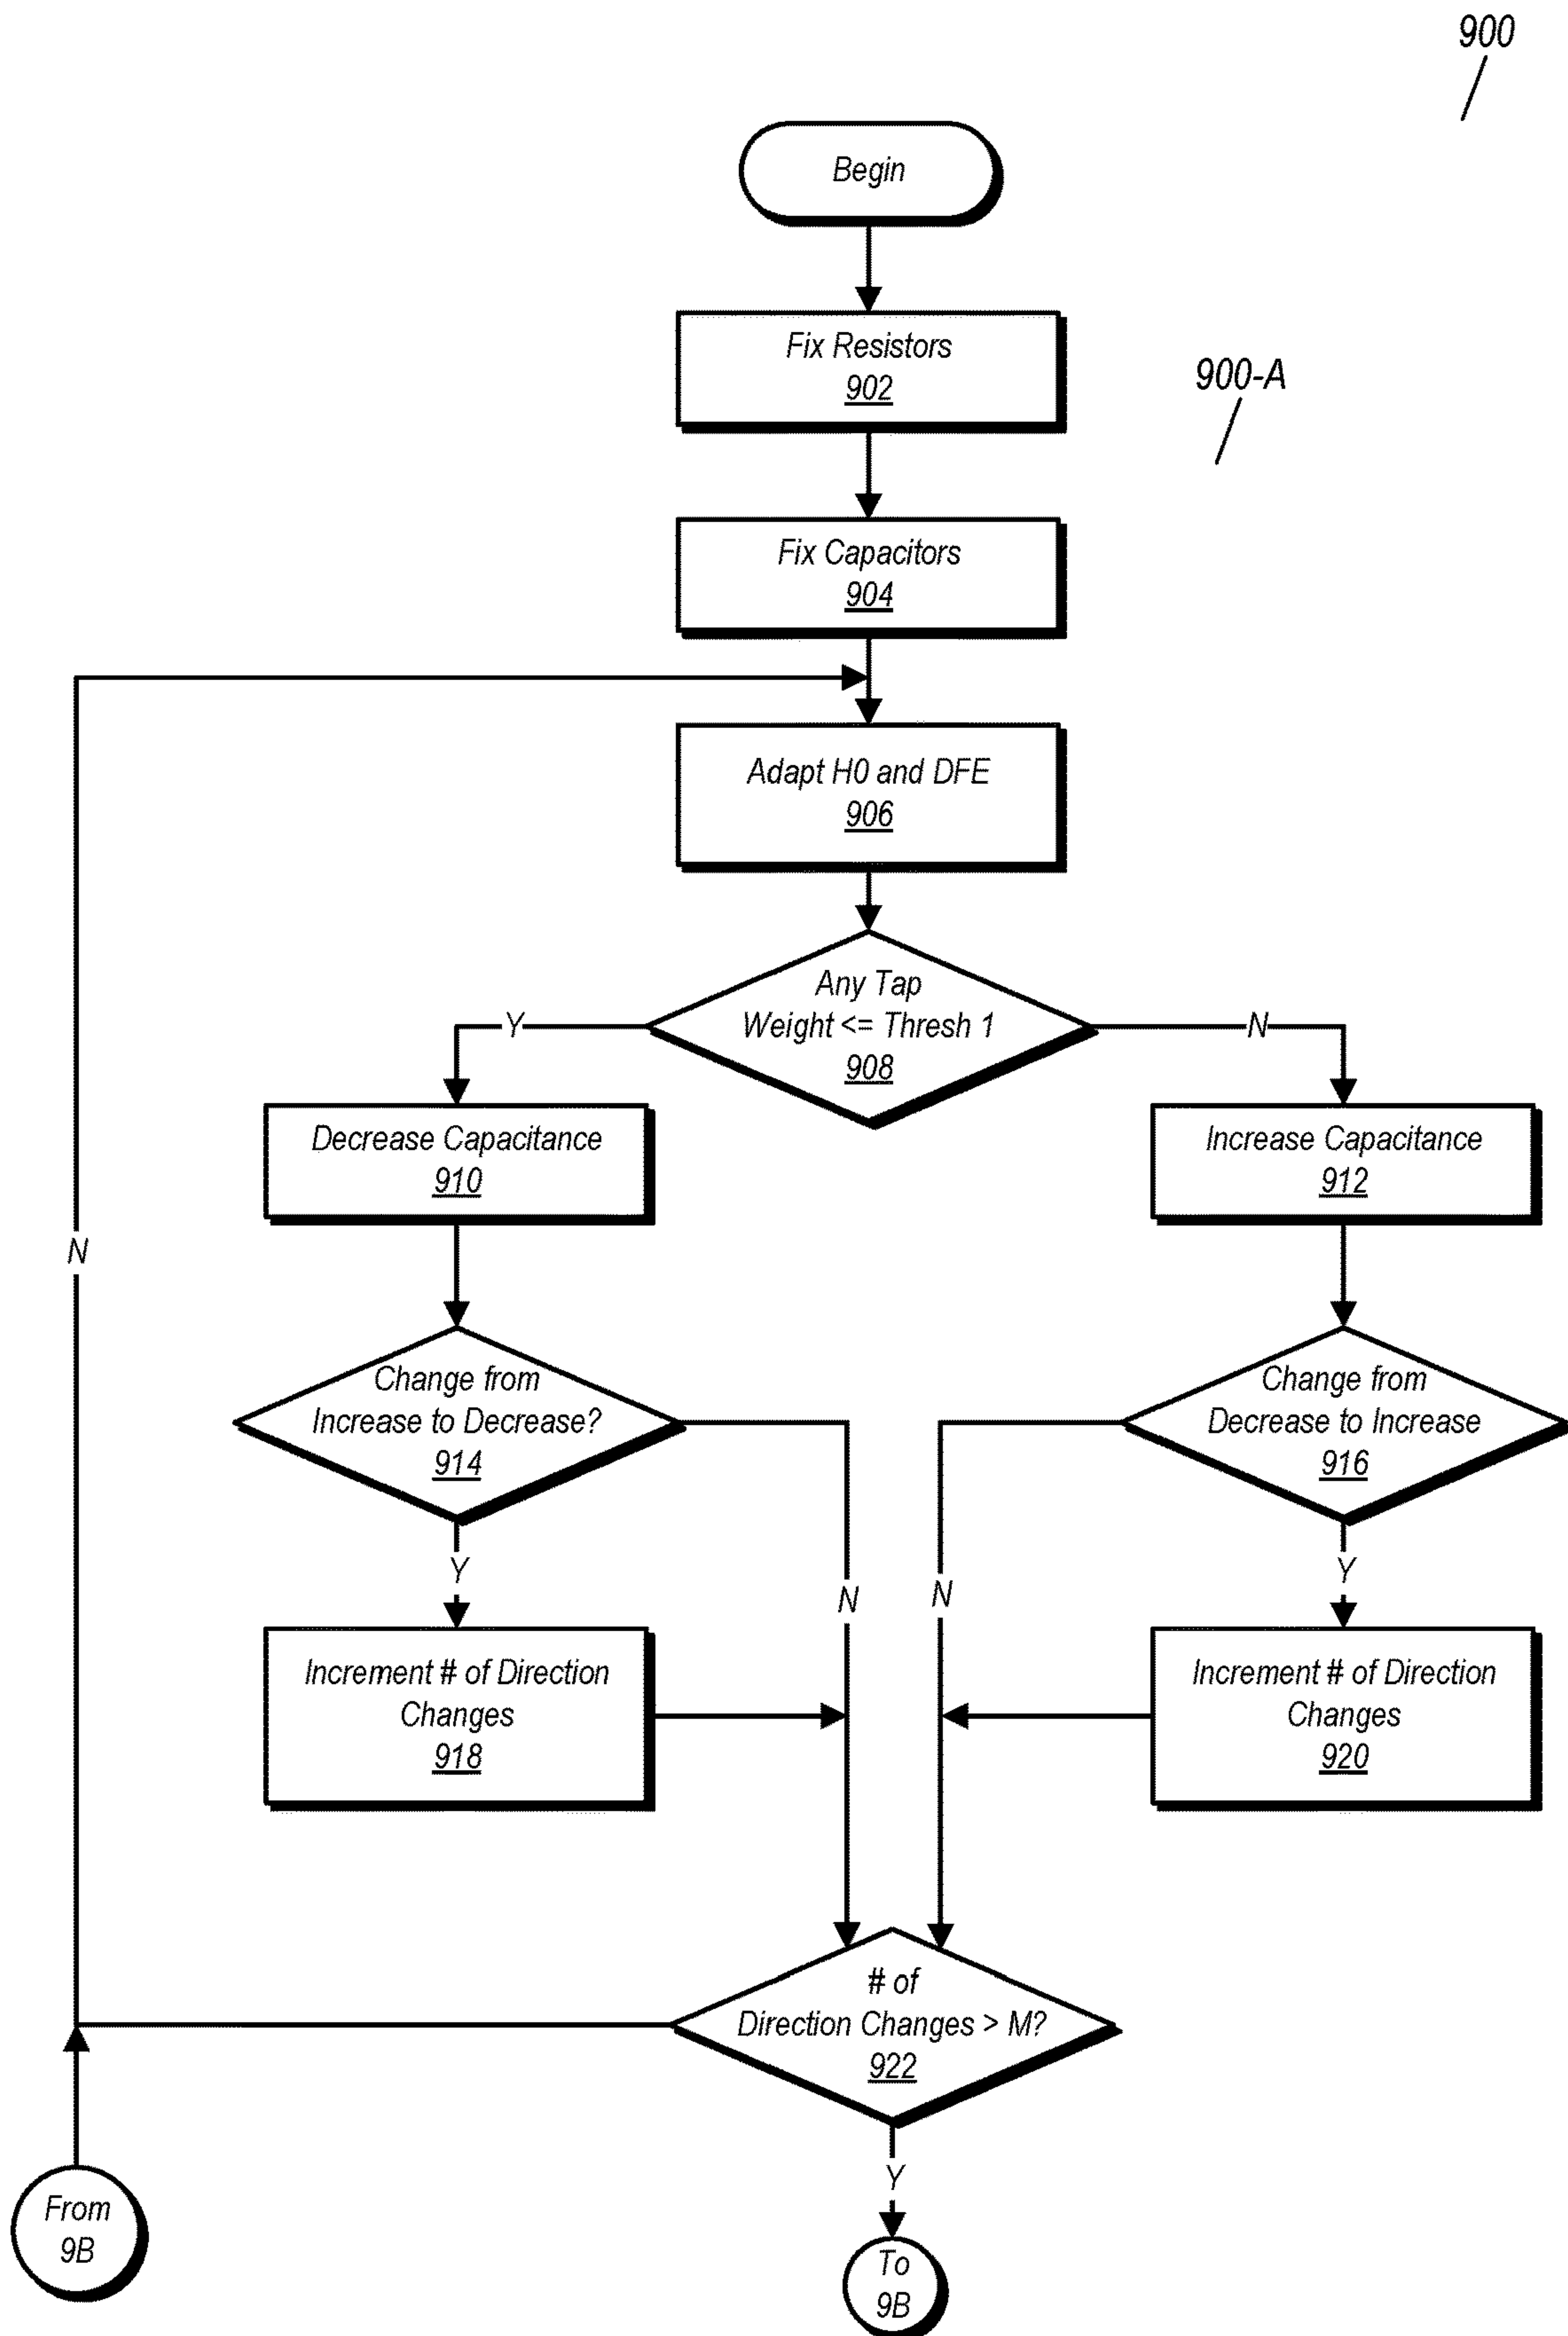 900
Begin
Fix Resistors
902
900-A
Fix Capacitors
904
Adapt H0 and DFE
906
Any Tap
Weight <= Thresh 1
908
Y
N
Decrease Capacitance
910
Increase Capacitance
912
N
Change from
Increase to Decrease?
914
Change from
Decrease to Increase
916
Y
N
N
Y
Increment # of Direction
Changes
918
Increment # of Direction
Changes
920
# of
Direction Changes > M?
922
Y
From
9B
To
9B